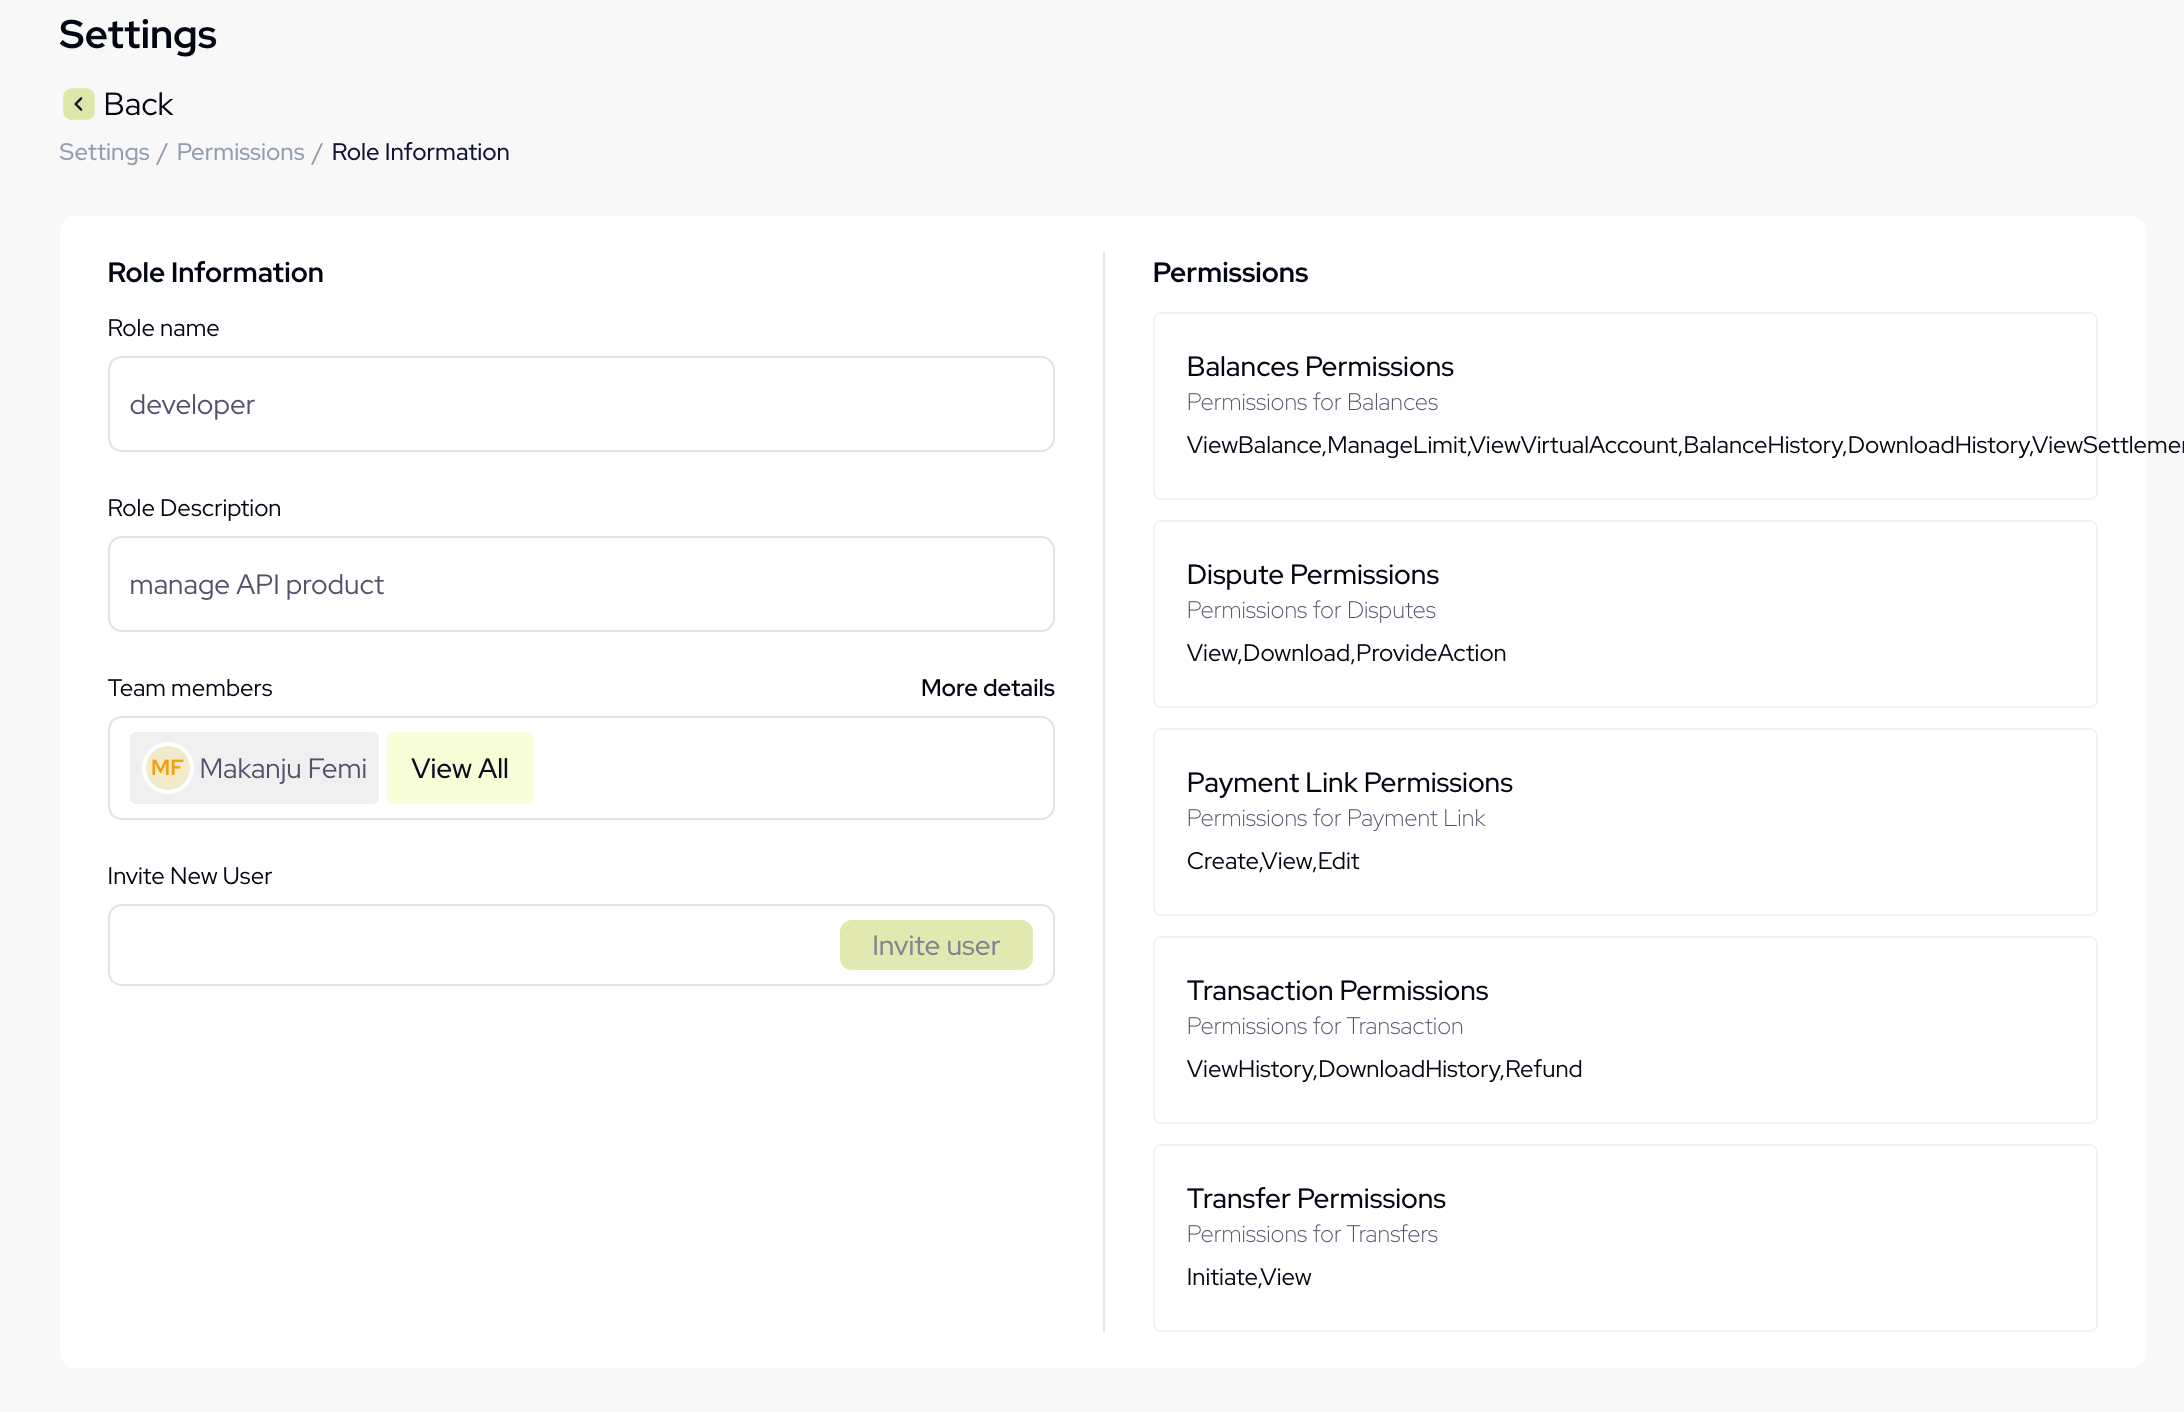 Settings
Back
Settings / Permissions / Role Information
Role Information
Role name
developer
Role Description
manage API product
Team members
More details
MF Makanju Femi
View All
Invite New User
Invite user
Permissions
Balances Permissions
Permissions for Balances
ViewBalance,ManageLimit,ViewVirtualAccount,BalanceHistory,DownloadHistory,
Dispute Permissions
Permissions for Disputes
View,Download,ProvideAction
Payment Link Permissions
Permissions for Payment Link
Create,View,Edit
Transaction Permissions
Permissions for Transaction
ViewHistory,DownloadHistory,Refund
Transfer Permissions
Permissions for Transfers
Initiate,View